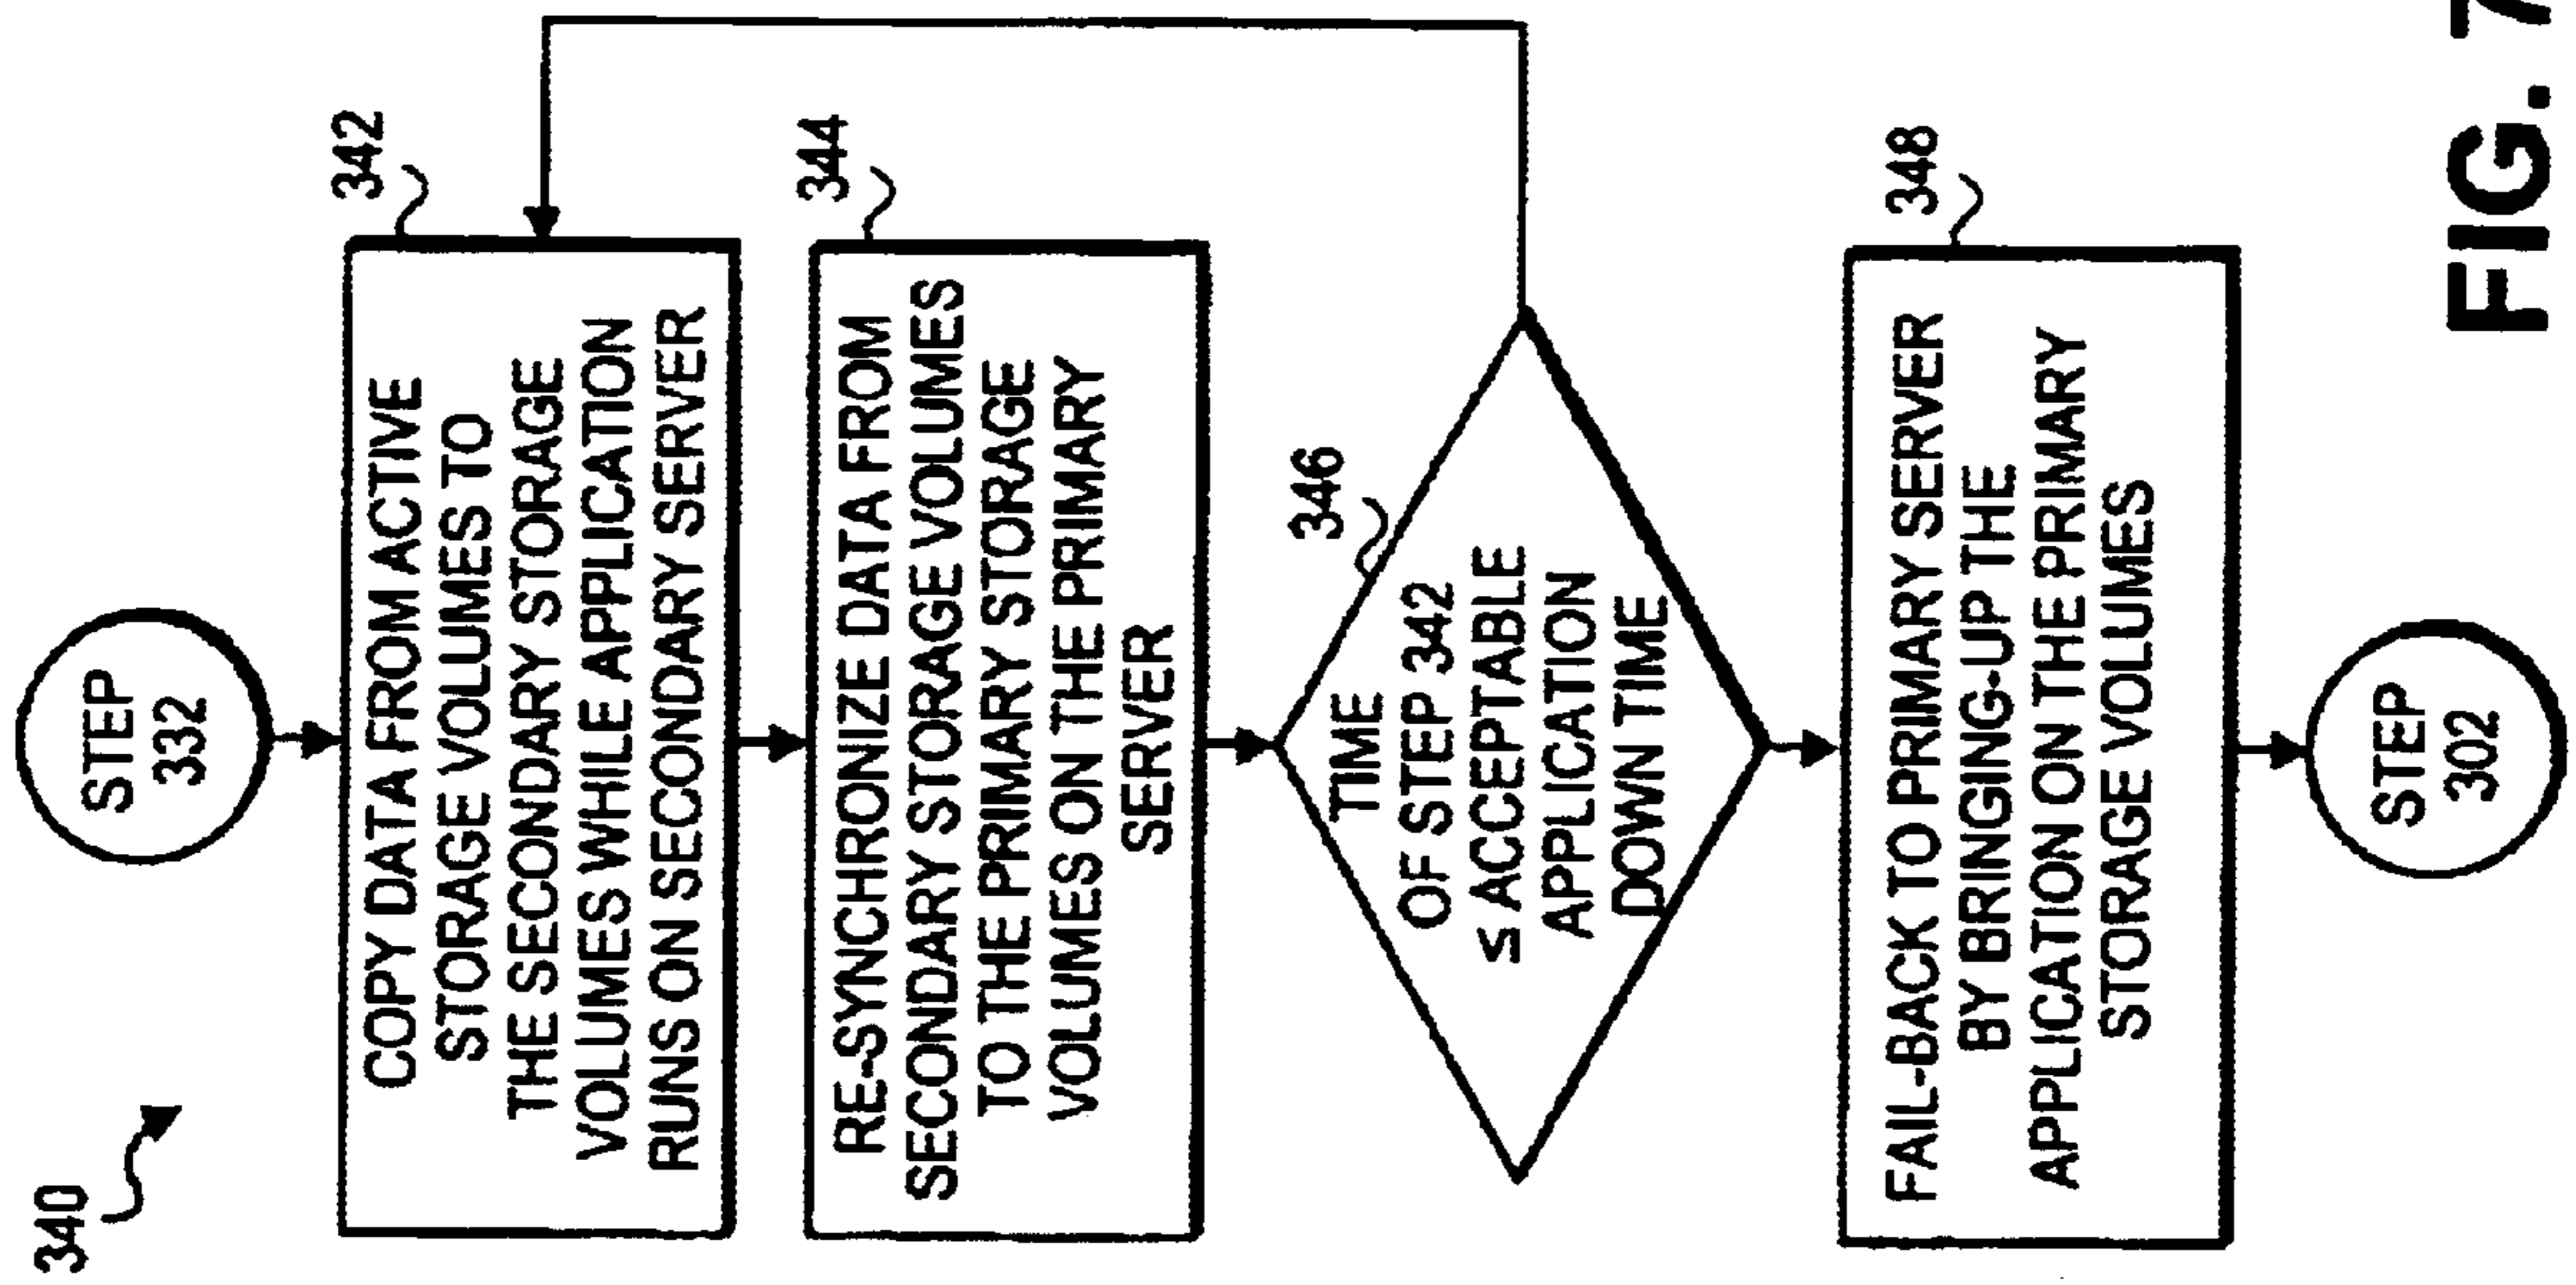 340
STEP
332
342
COPY DATA FROM ACTIVE
STORAGE VOLUMES TO
THE SECONDARY STORAGE
VOLUMES WHILE APPLICATION
RUNS ON SECONDARY SERVER
344
RE-SYNCHRONIZE DATA FROM
SECONDARY STORAGE VOLUMES
TO THE PRIMARY STORAGE
VOLUMES ON THE PRIMARY
SERVER
346
TIME
OF STEP 342
≤ ACCEPTABLE
APPLICATION
DOWN TIME
348
FAIL-BACK TO PRIMARY SERVER
BY BRINGING-UP THE
APPLICATION ON THE PRIMARY
STORAGE VOLUMES
STEP
302
FIG. 7